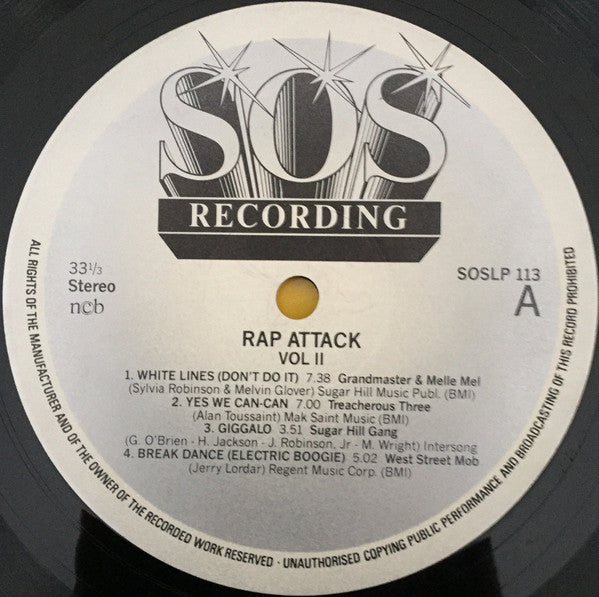 SOS
RECORDING
33 1/3
Stereo
ncb
SOSLP 113
A
RAP ATTACK
VOL II
1. WHITE LINES (DON'T DO IT) 7.38 Grandmaster & Melle Mel
(Sylvia Robinson & Melvin Glover) Sugar Hill Music Publ. (BMI)
2. YES WE CAN-CAN 7.00 Treacherous Three
(Alan Toussaint) Mak Saint Music (BMI)
3. GIGGALO 3.51 Sugar Hill Gang
(G. O'Brien - H. Jackson - J. Robinson, Jr - M. Wright) Intersong
4. BREAK DANCE (ELECTRIC BOOGIE) 5.02 West Street Mob
(Jerry Lordar) Regent Music Corp. (BMI)
ALL RIGHTS OF THE MANUFACTURER AND OF THE OWNER OF THE RECORDED WORK RESERVED · UNAUTHORISED COPYING PUBLIC PERFORMANCE AND BROADCASTING OF THIS RECORD PROHIBITED